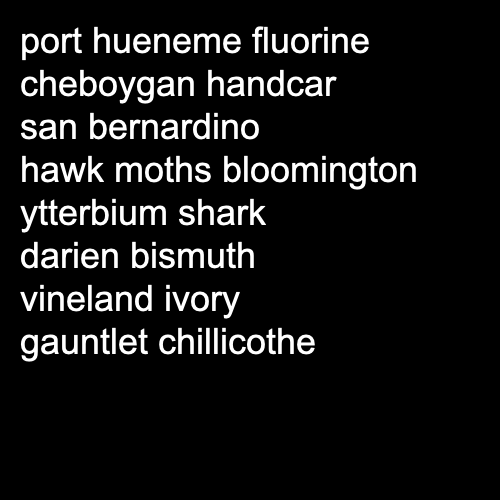 port hueneme fluorine
cheboygan handcar
san bernardino
hawk moths bloomington
ytterbium shark
darien bismuth
vineland ivory
gauntlet chillicothe